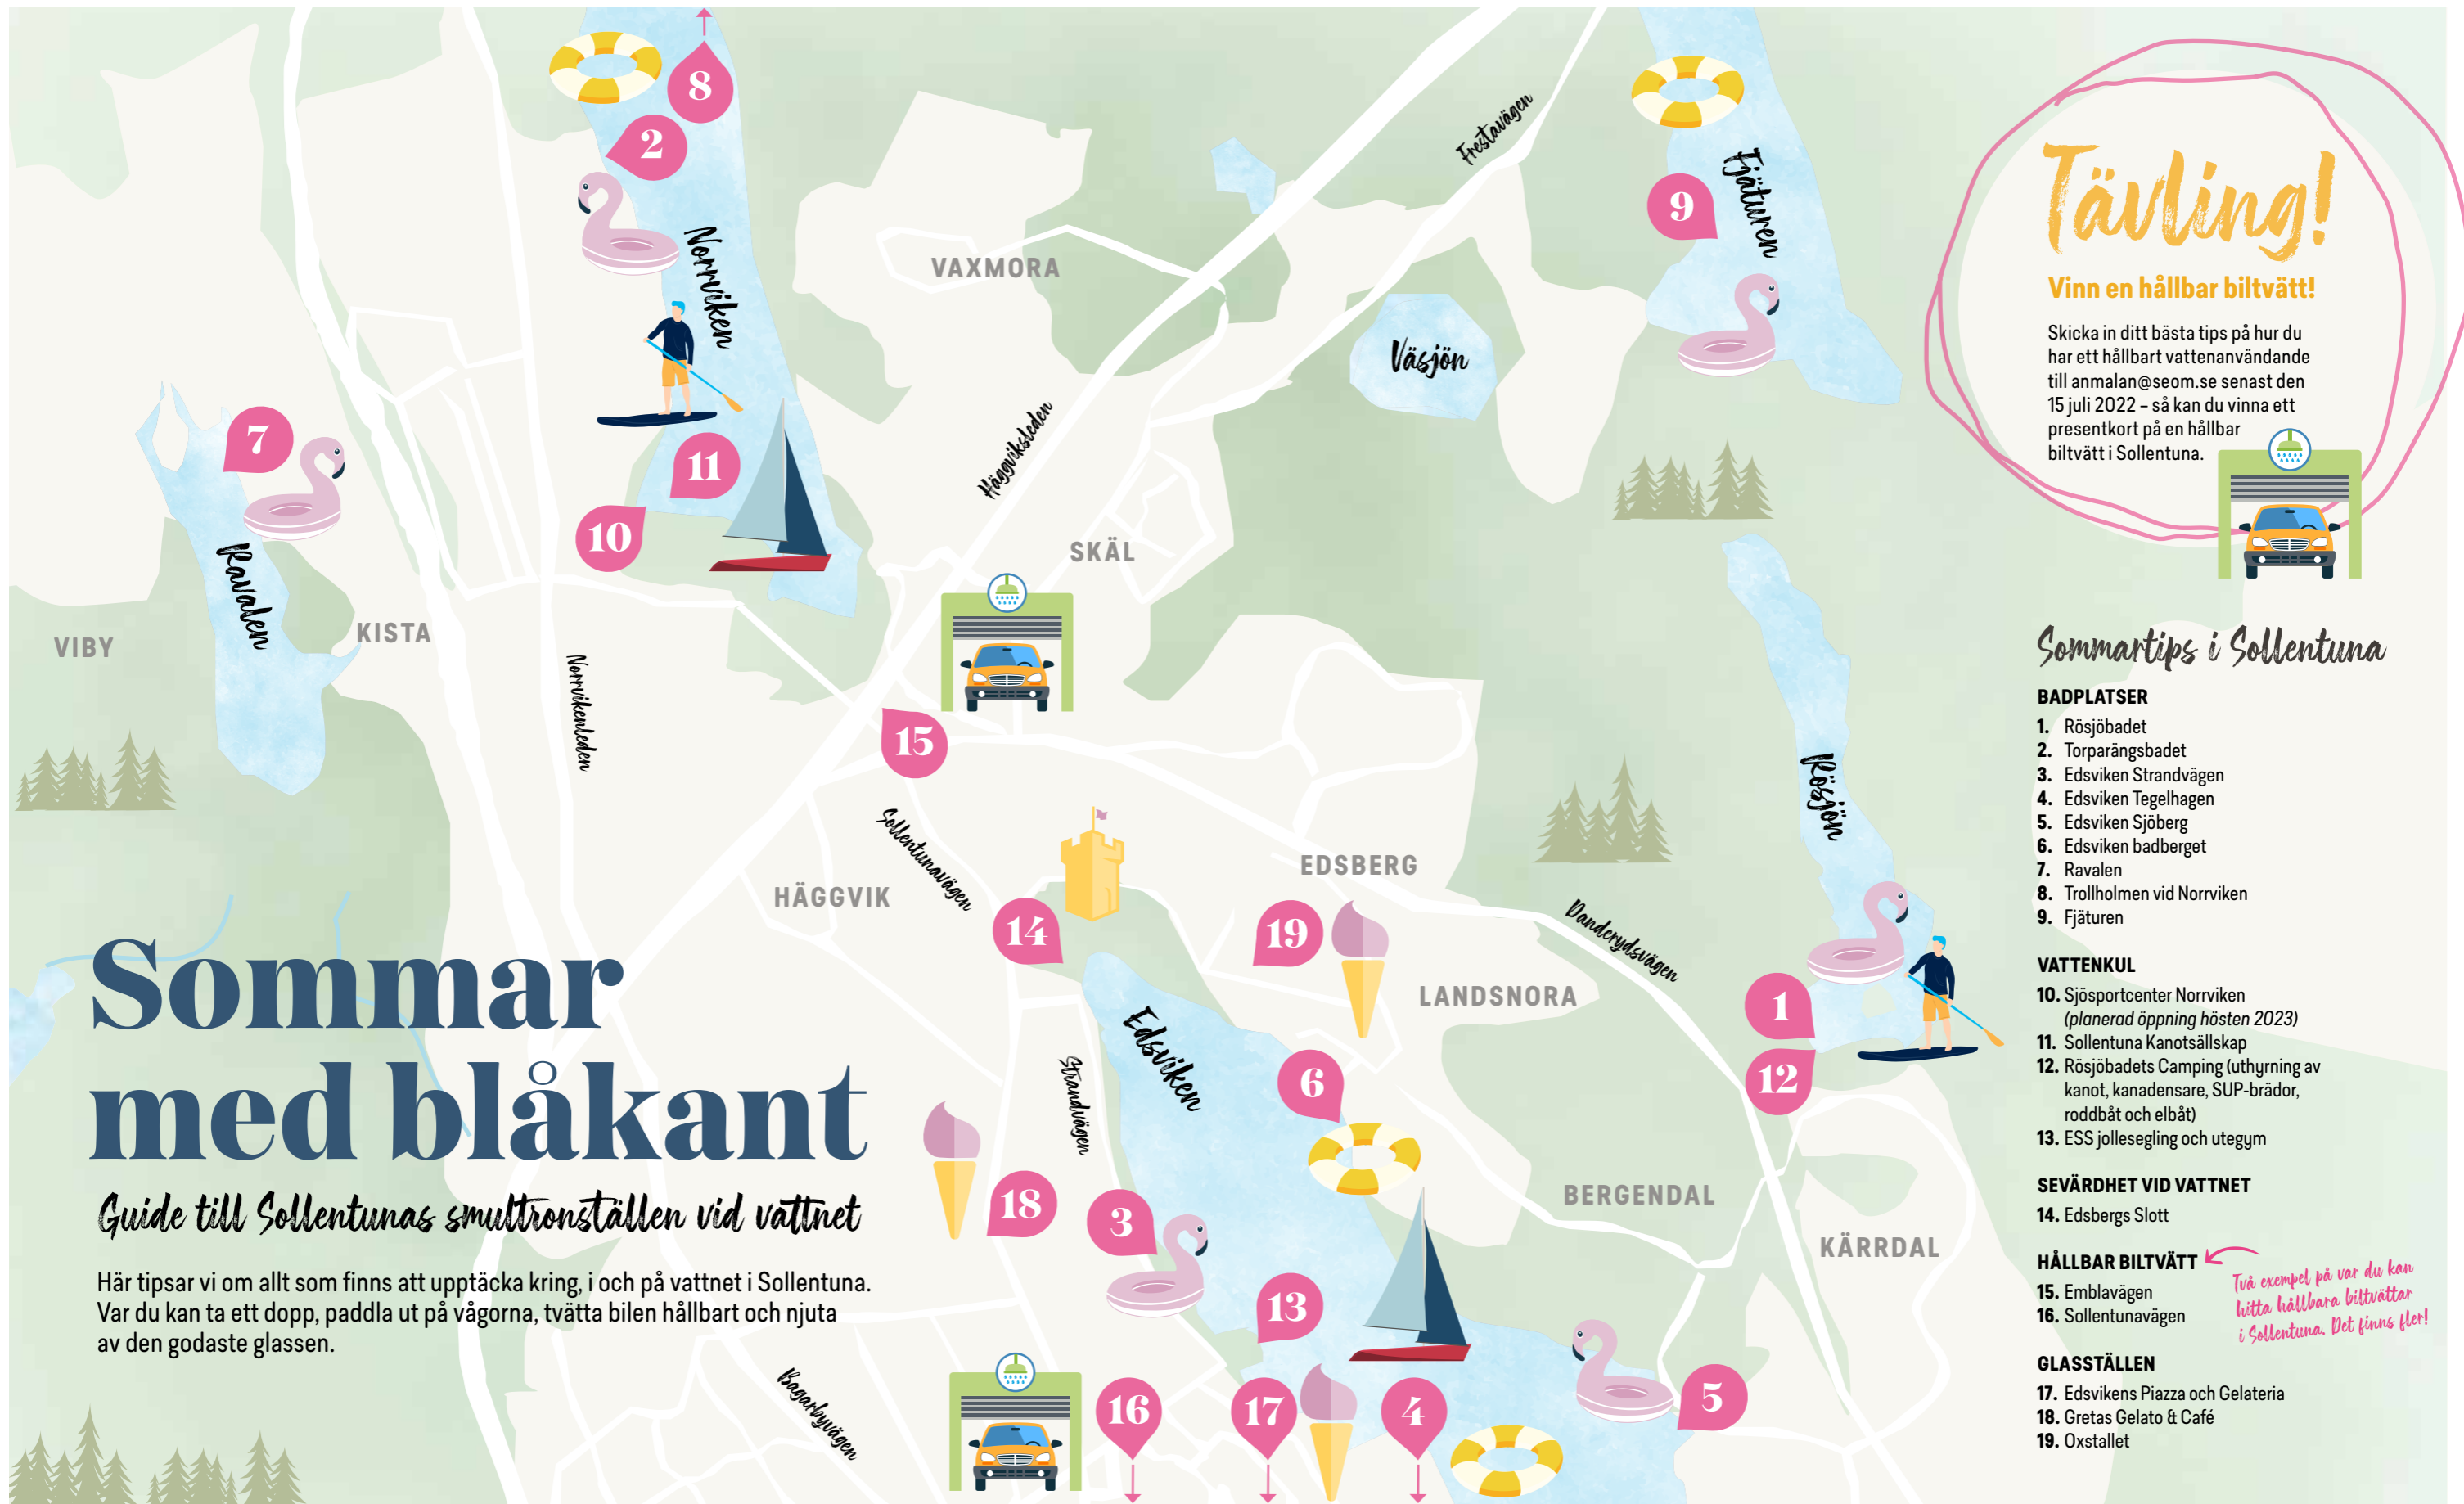 Sommar
med blåkant
Guide till Sollentunas smultronställen vid vattnet
Här tipsar vi om allt som finns att upptäcka kring, i och på vattnet i Sollentuna.
Var du kan ta ett dopp, paddla ut på vågorna, tvätta bilen hållbart och njuta
av den godaste glassen.
8
2
Norrviken
11
10
7
Ravalen
VIBY
KISTA
Norrvikenleden
VAXMORA
Häggviksleden
SKÄL
Frestavägen
Väsjön
9
Fjäturen
15
Sollentunavägen
HÄGGVIK
14
EDSBERG
19
LANDSNORA
Danderydsvägen
Rösjön
1
12
Edsviken
Strandvägen
6
18
3
13
BERGENDAL
KÄRRDAL
Bagarbyvägen
16
17
4
5
Tävling!
Vinn en hållbar biltvätt!
Skicka in ditt bästa tips på hur du
har ett hållbart vattenanvändande
till anmalan@seom.se senast den
15 juli 2022 – så kan du vinna ett
presentkort på en hållbar
biltvätt i Sollentuna.
Sommartips i Sollentuna
BADPLATSER
1. Rösjöbadet
2. Torparängsbadet
3. Edsviken Strandvägen
4. Edsviken Tegelhagen
5. Edsviken Sjöberg
6. Edsviken badberget
7. Ravalen
8. Trollholmen vid Norrviken
9. Fjäturen
VATTENKUL
10. Sjösportcenter Norrviken
(planerad öppning hösten 2023)
11. Sollentuna Kanotsällskap
12. Rösjöbadets Camping (uthyrning av
kanot, kanadensare, SUP-brädor,
roddbåt och elbåt)
13. ESS jollesegling och utegym
SEVÄRDHET VID VATTNET
14. Edsbergs Slott
HÅLLBAR BILTVÄTT
15. Emblavägen
16. Sollentunavägen
Två exempel på var du kan
hitta hållbara biltvättar
i Sollentuna. Det finns fler!
GLASSTÄLLEN
17. Edsvikens Piazza och Gelateria
18. Gretas Gelato & Café
19. Oxstallet